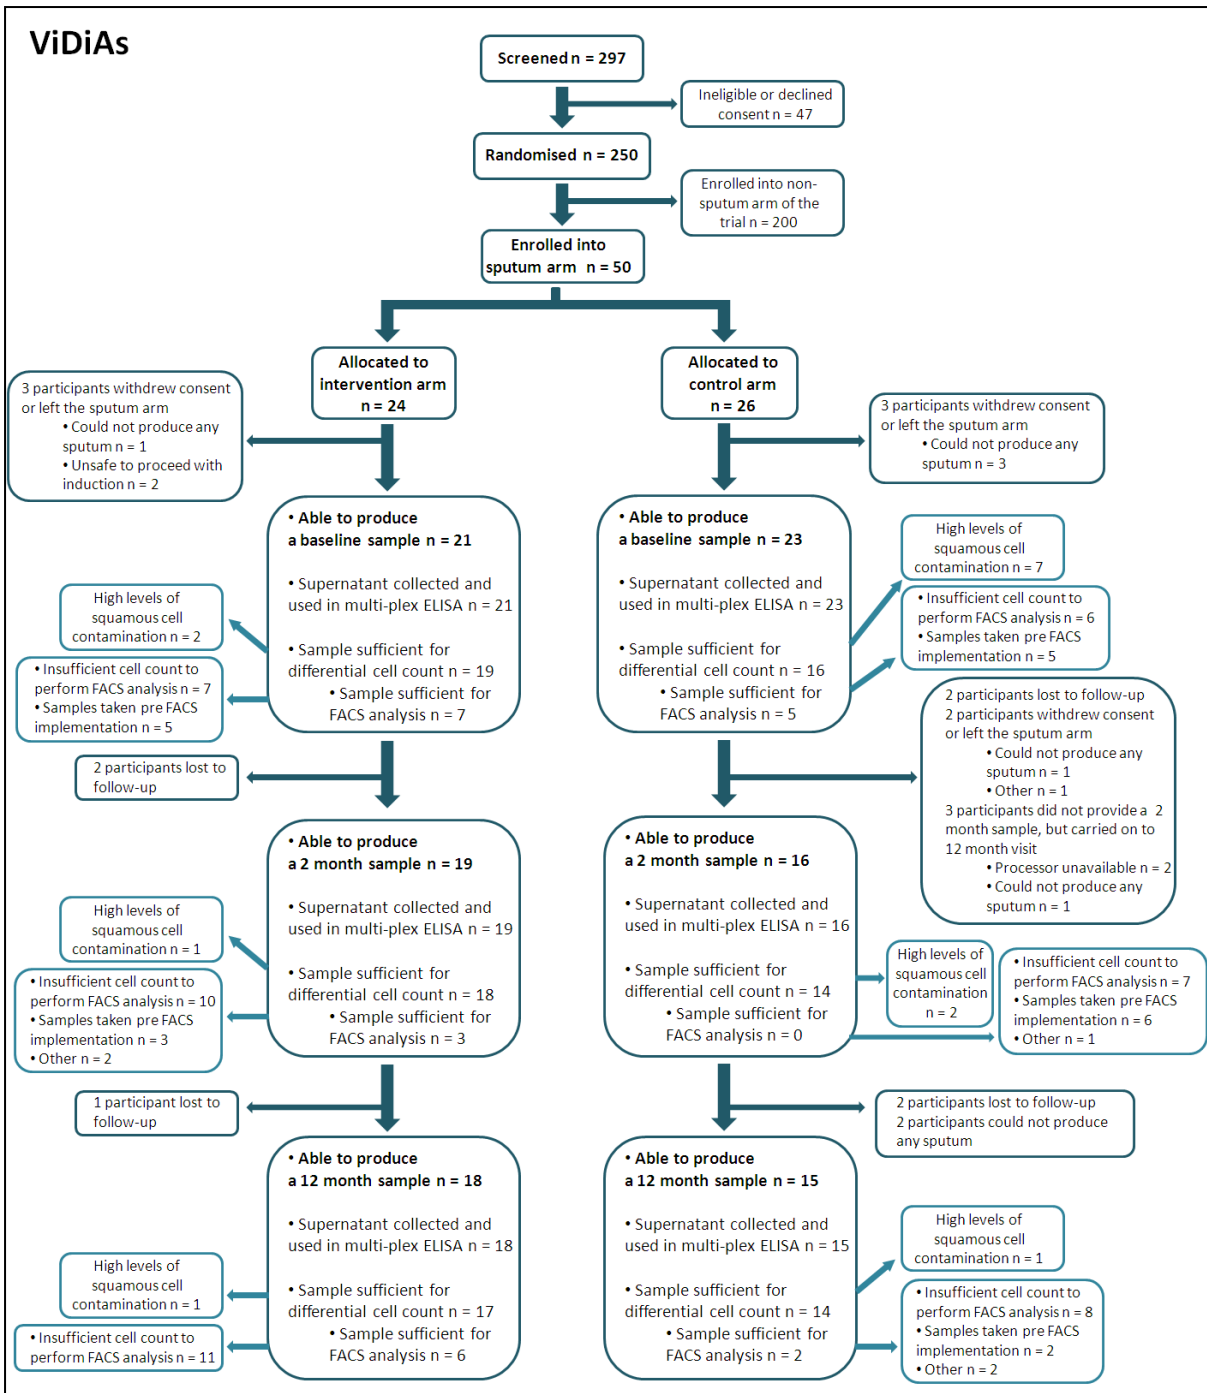 ViDiAs
Screened n = 297
Ineligible or declined
consent n = 47
Randomised n = 250
Enrolled into non-
sputum arm of the
trial n = 200
Enrolled into
sputum arm n = 50
Allocated to
intervention arm
n = 24
Allocated to
control arm
n = 26
3 participants withdrew consent
or left the sputum arm
• Could not produce any
sputum n = 1
• Unsafe to proceed with
induction n = 2
3 participants withdrew consent
or left the sputum arm
• Could not produce any
sputum n = 3
• Able to produce
a baseline sample n = 21
• Supernatant collected and
used in multi-plex ELISA n = 21
• Sample sufficient for
differential cell count n = 19
• Sample sufficient for
FACS analysis n = 7
High levels of
squamous cell
contamination n = 2
• Insufficient cell count to
perform FACS analysis n = 7
• Samples taken pre FACS
implementation n = 5
• Able to produce
a baseline sample n = 23
• Supernatant collected and
used in multi-plex ELISA n = 23
• Sample sufficient for
differential cell count n = 16
• Sample sufficient for
FACS analysis n = 5
High levels of
squamous cell
contamination n = 7
• Insufficient cell count to
perform FACS analysis n = 6
• Samples taken pre FACS
implementation n = 5
2 participants lost to
follow-up
2 participants lost to follow-up
2 participants withdrew consent
or left the sputum arm
• Could not produce any
sputum n = 1
• Other n = 1
3 participants did not provide a 2
month sample, but carried on to
12 month visit
• Processor unavailable n = 2
• Could not produce any
sputum n = 1
• Able to produce
a 2 month sample n = 19
• Supernatant collected and
used in multi-plex ELISA n = 19
• Sample sufficient for
differential cell count n = 18
• Sample sufficient for
FACS analysis n = 3
High levels of
squamous cell
contamination n = 1
• Insufficient cell count to
perform FACS analysis n = 10
• Samples taken pre FACS
implementation n = 3
• Other n = 2
• Able to produce
a 2 month sample n = 16
• Supernatant collected and
used in multi-plex ELISA n = 16
• Sample sufficient for
differential cell count n = 14
• Sample sufficient for
FACS analysis n = 0
High levels of
squamous cell
contamination
n = 2
• Insufficient cell count to
perform FACS analysis n = 7
• Samples taken pre FACS
implementation n = 6
• Other n = 1
1 participant lost to
follow-up
2 participants lost to follow-up
2 participants could not produce
any sputum
• Able to produce
a 12 month sample n = 18
• Supernatant collected and
used in multi-plex ELISA n = 18
• Sample sufficient for
differential cell count n = 17
• Sample sufficient for
FACS analysis n = 6
High levels of
squamous cell
contamination n = 1
• Insufficient cell count to
perform FACS analysis n = 11
• Able to produce
a 12 month sample n = 15
• Supernatant collected and
used in multi-plex ELISA n = 15
• Sample sufficient for
differential cell count n = 14
• Sample sufficient for
FACS analysis n = 2
High levels of
squamous cell
contamination n = 1
• Insufficient cell count to
perform FACS analysis n = 8
• Samples taken pre FACS
implementation n = 2
• Other n = 2